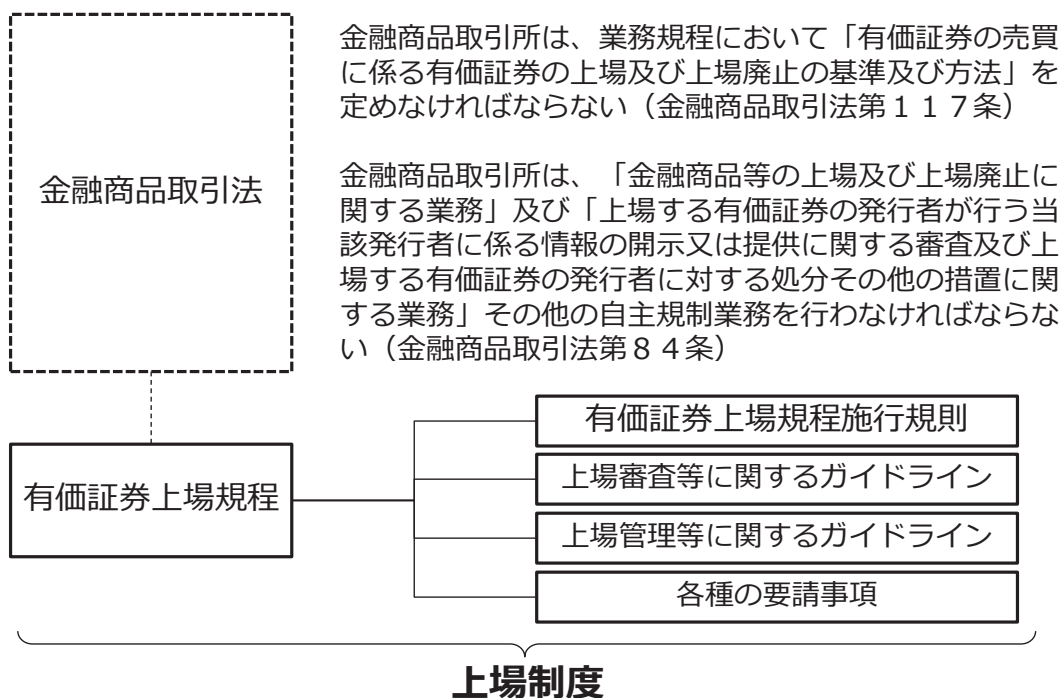 金融商品取引法
金融商品取引所は、業務規程において「有価証券の売買
に係る有価証券の上場及び上場廃止の基準及び方法」を
定めなければならない（金融商品取引法第１１７条）
金融商品取引所は、「金融商品等の上場及び上場廃止に
関する業務」及び「上場する有価証券の発行者が行う当
該発行者に係る情報の開示又は提供に関する審査及び上
場する有価証券の発行者に対する処分その他の措置に関
する業務」その他の自主規制業務を行わなければならな
い（金融商品取引法第８４条）
有価証券上場規程
有価証券上場規程施行規則
上場審査等に関するガイドライン
上場管理等に関するガイドライン
各種の要請事項
上場制度